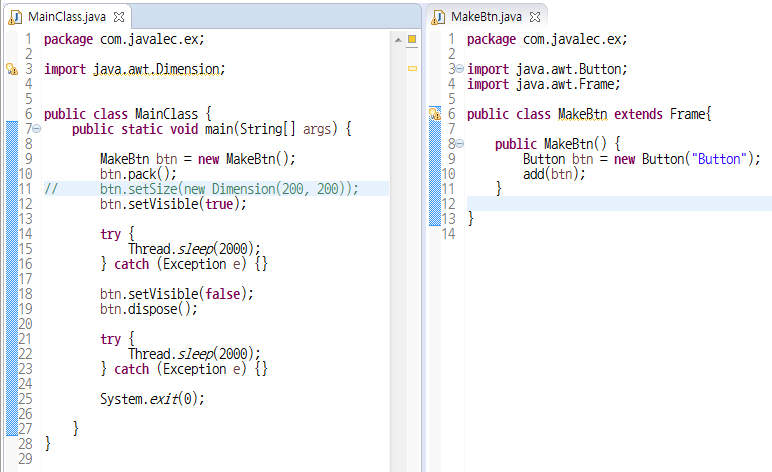 MainClass.java
1 package com.javalec.ex;
2
3 import java.awt.Dimension;
4
5
6 public class MainClass {
7 public static void main(String[] args) {
8
9 MakeBtn btn = new MakeBtn();
10 btn.pack();
11 // btn.setSize(new Dimension(200, 200));
12 btn.setVisible(true);
13
14 try {
15 Thread.sleep(2000);
16 } catch (Exception e) {}
17
18 btn.setVisible(false);
19 btn.dispose();
20
21 try {
22 Thread.sleep(2000);
23 } catch (Exception e) {}
24
25 System.exit(0);
26
27 }
28 }
29
MakeBtn.java
1 package com.javalec.ex;
2
3 import java.awt.Button;
4 import java.awt.Frame;
5
6 public class MakeBtn extends Frame{
7
8 public MakeBtn() {
9 Button btn = new Button("Button");
10 add(btn);
11 }
12
13 }
14